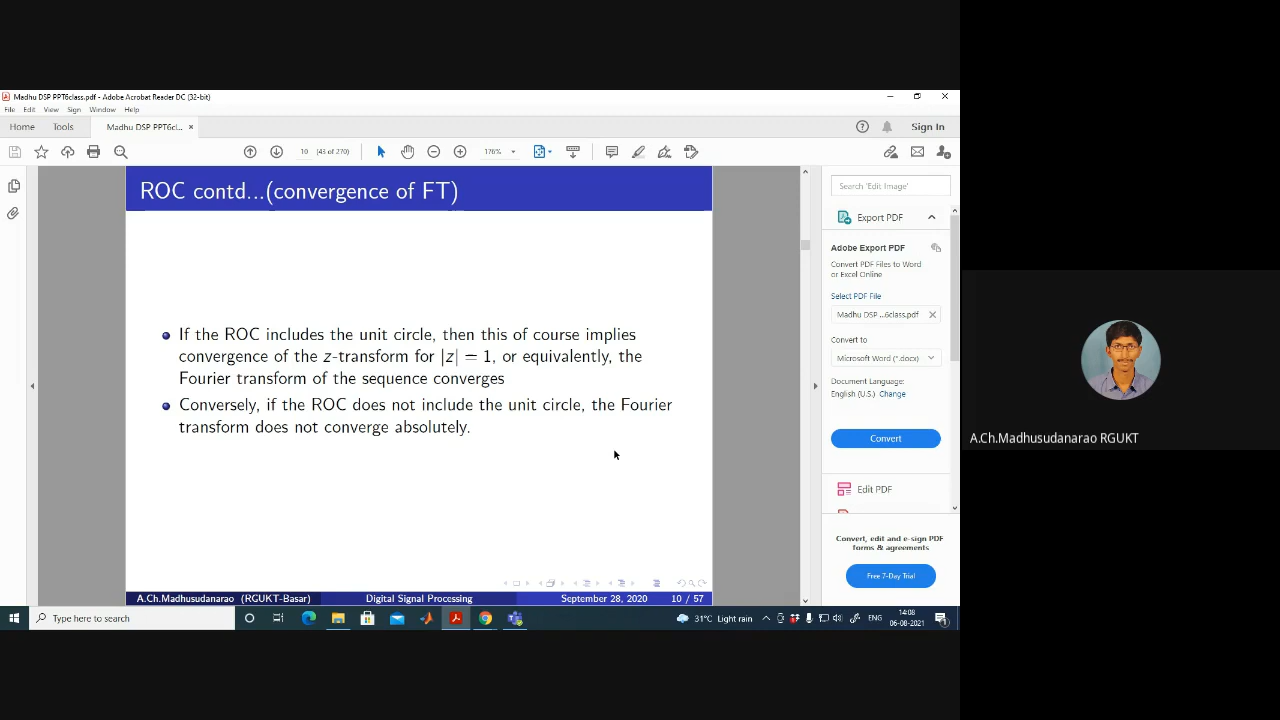 Madhu DSP PPT6class.pdf - Adobe Acrobat Reader DC (32-bit)
File Edit View Sign Window Help
Home Tools Madhu DSP PPT6cl... × Sign In
10 (43 of 270) 176%
ROC contd...(convergence of FT)
If the ROC includes the unit circle, then this of course implies
convergence of the z-transform for |z| = 1, or equivalently, the
Fourier transform of the sequence converges
Conversely, if the ROC does not include the unit circle, the Fourier
transform does not converge absolutely.
A.Ch.Madhusudanarao (RGUKT-Basar) Digital Signal Processing September 28, 2020 10 / 57
Search 'Edit Image'
Export PDF
Adobe Export PDF
Convert PDF Files to Word
or Excel Online
Select PDF File
Madhu DSP ...6class.pdf
Convert to
Microsoft Word (*.docx)
Document Language:
English (U.S.) Change
Convert
Edit PDF
Convert, edit and e-sign PDF
forms & agreements
Free 7-Day Trial
A.Ch.Madhusudanarao RGUKT
Type here to search
31°C Light rain ENG 14:08
06-08-2021